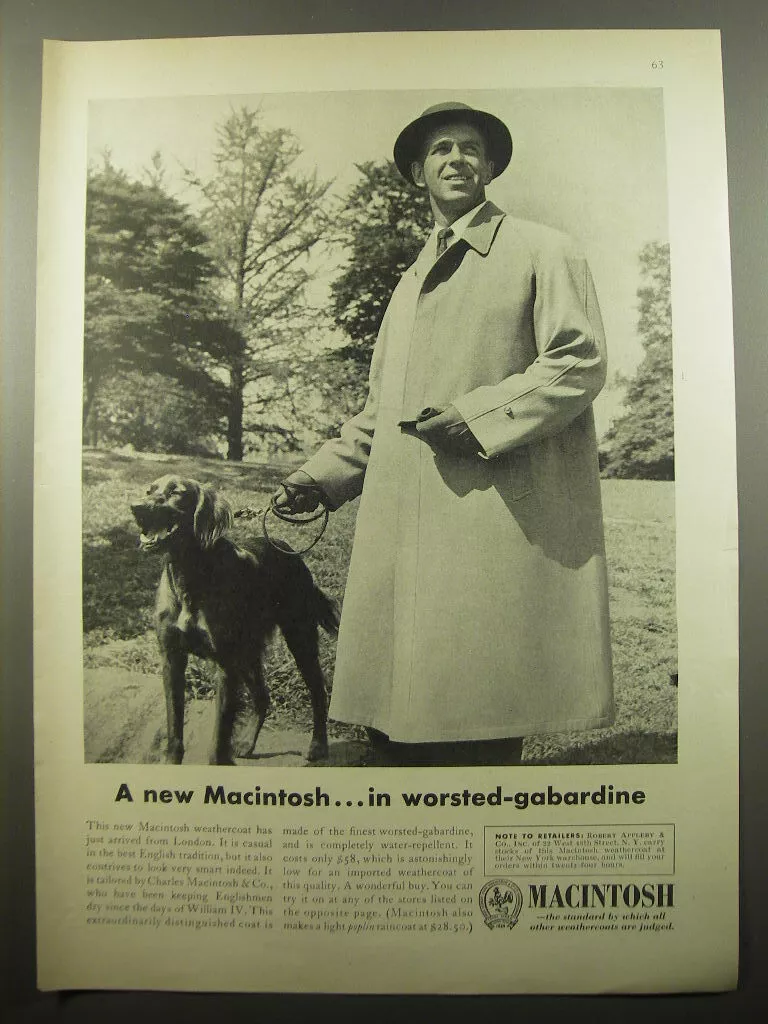 63
A new Macintosh...in worsted-gabardine
This new Macintosh weathercoat has
just arrived from London. It is casual
in the best English tradition, but it also
contrives to look very smart indeed. It
is tailored by Charles Macintosh & Co.,
who have been keeping Englishmen
dry since the days of William IV. This
extraordinarily distinguished coat is
made of the finest worsted-gabardine,
and is completely water-repellent. It
costs only $58, which is astonishingly
low for an imported weathercoat of
this quality. A wonderful buy. You can
try it on at any of the stores listed on
the opposite page. (Macintosh also
makes a light poplin raincoat at $28.50.)
NOTE TO RETAILERS: ROBERT APPLEBY &
CO., INC. of 22 West 48th Street, N. Y. carry
stocks of this Macintosh weathercoat at
their New York warehouse, and will fill your
orders within twenty-four hours.
MACINTOSH
—the standard by which all
other weathercoats are judged.